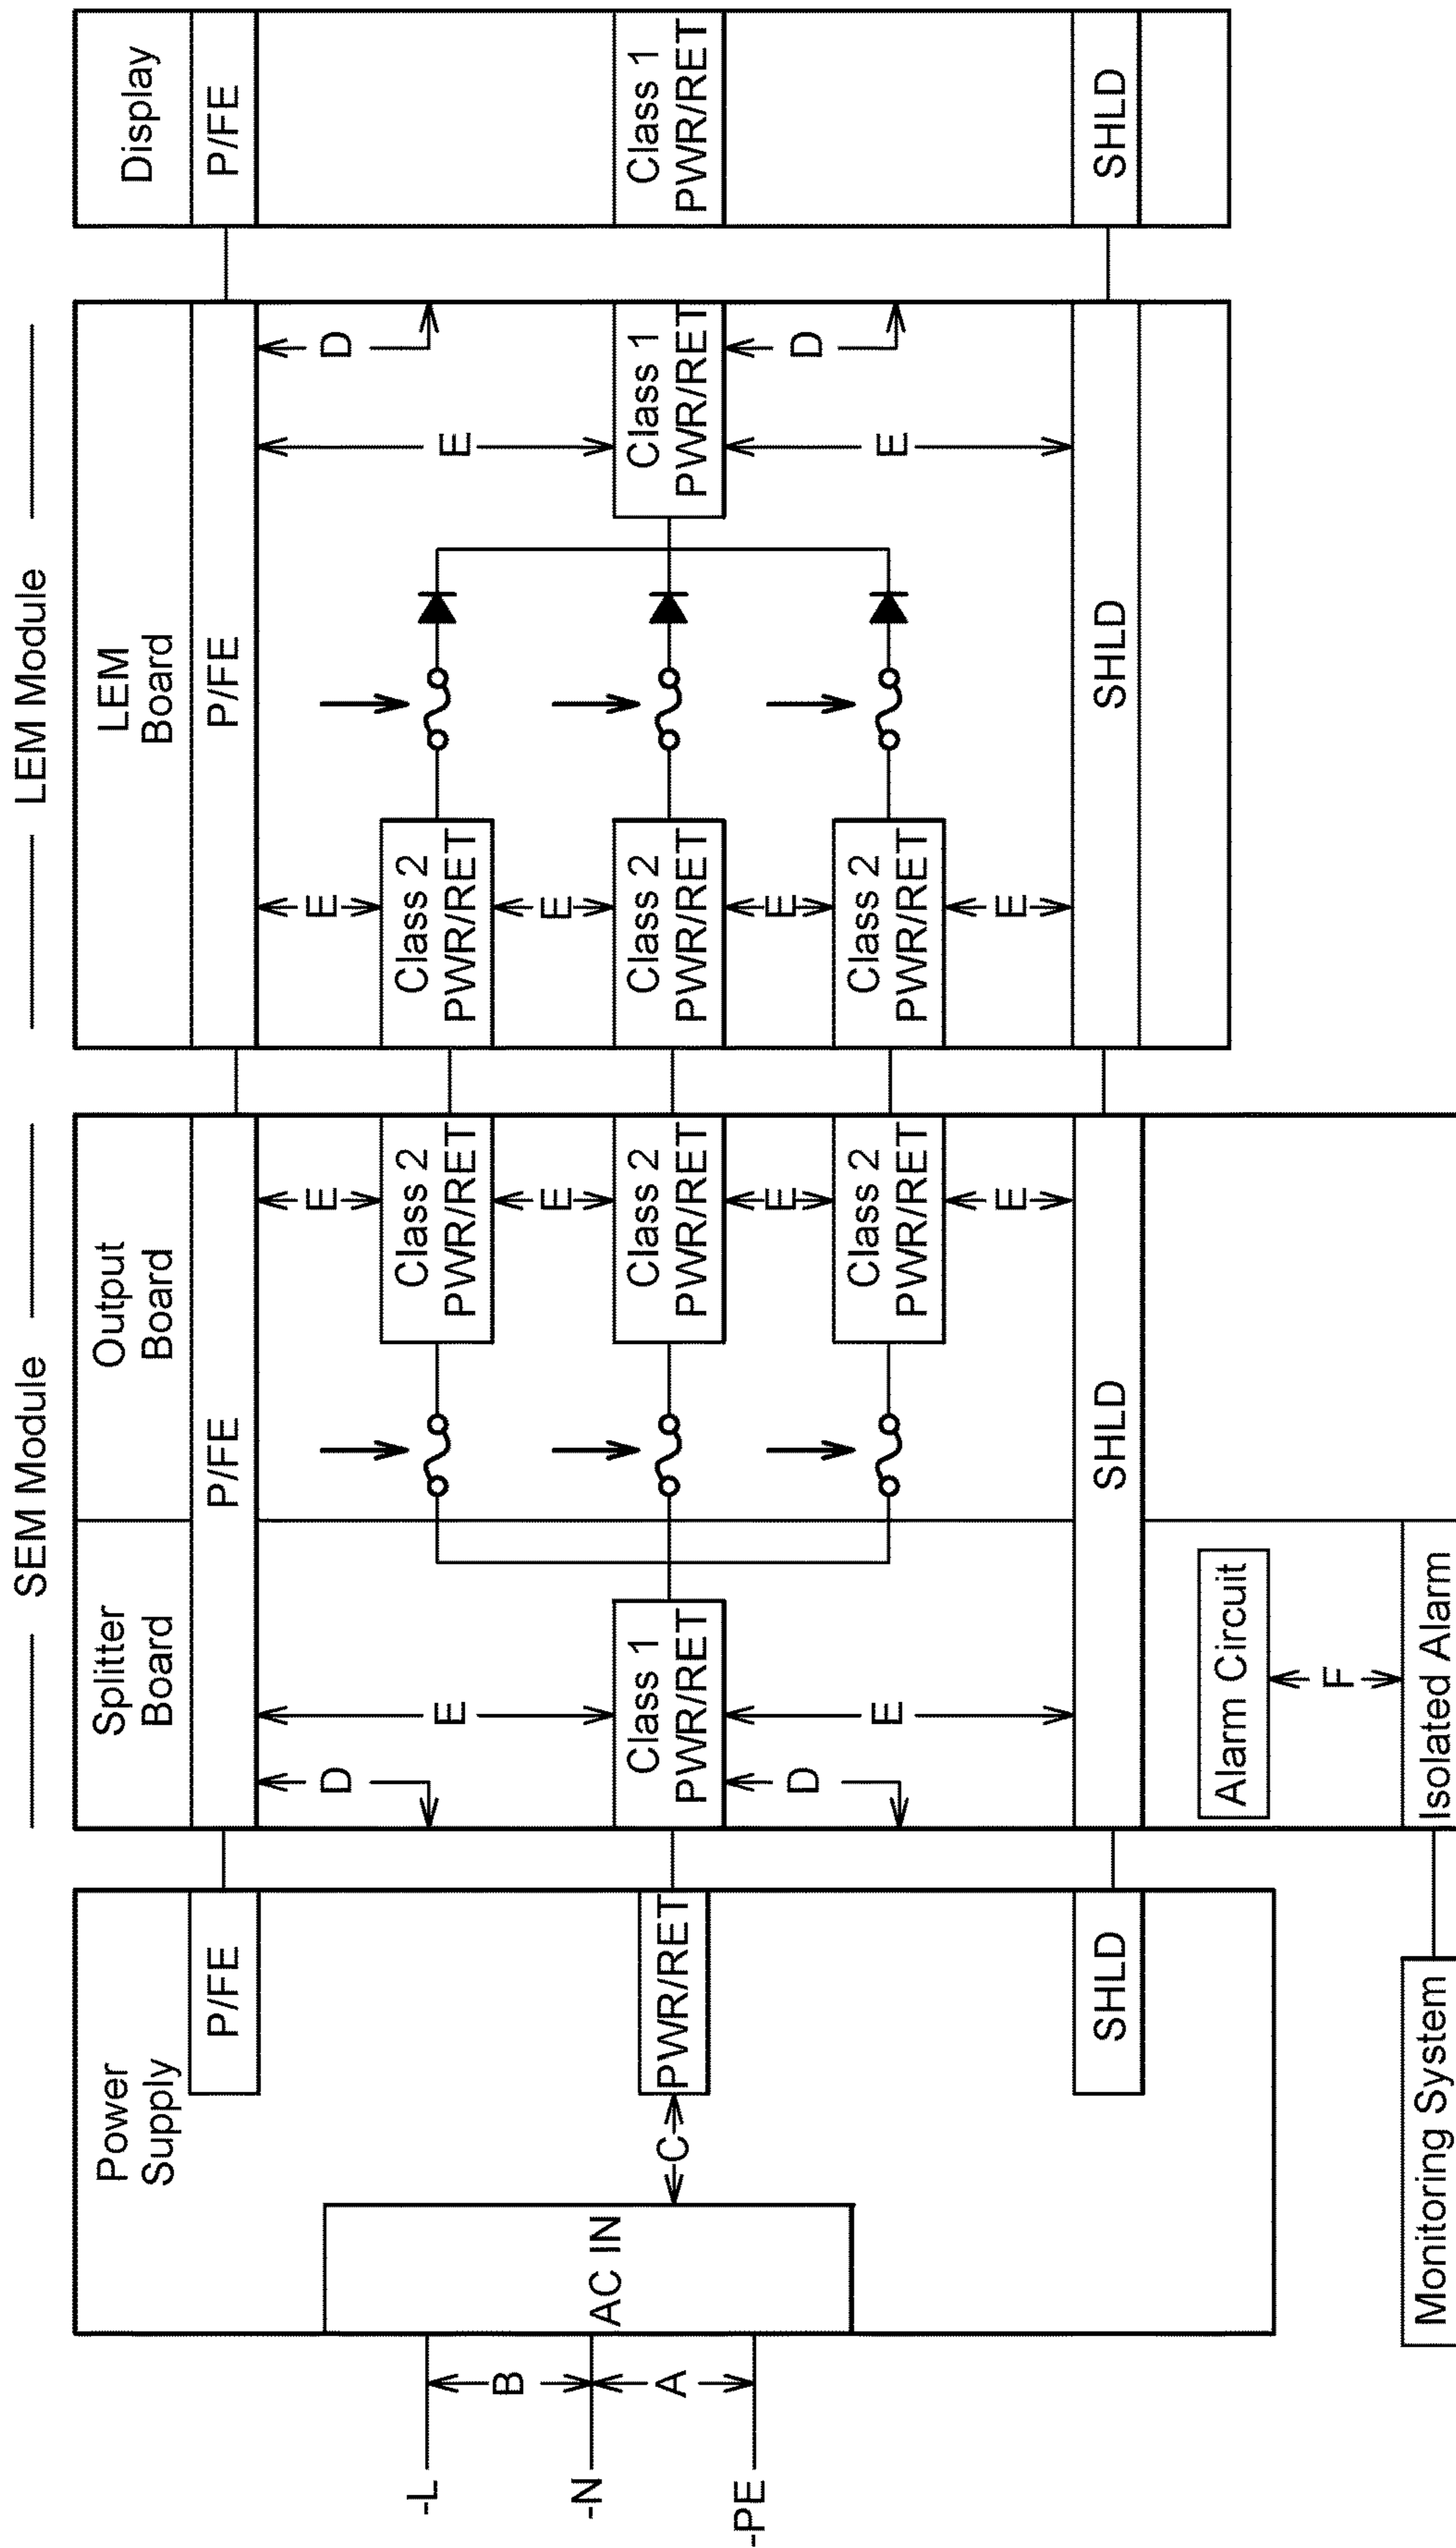 SEM Module
LEM Module
Power
Supply
Splitter
Board
Output
Board
LEM
Board
Display
P/FE
P/FE
P/FE
P/FE
-L
-N
-PE
B
A
AC IN
C
PWR/RET
SHLD
D
E
Class 1
PWR/RET
D
E
E
Class 2
PWR/RET
E
Class 2
PWR/RET
E
Class 2
PWR/RET
E
SHLD
E
Class 2
PWR/RET
E
Class 2
PWR/RET
E
Class 2
PWR/RET
E
D
E
Class 1
PWR/RET
D
E
SHLD
Class 1
PWR/RET
SHLD
Alarm Circuit
F
Isolated Alarm
Monitoring System